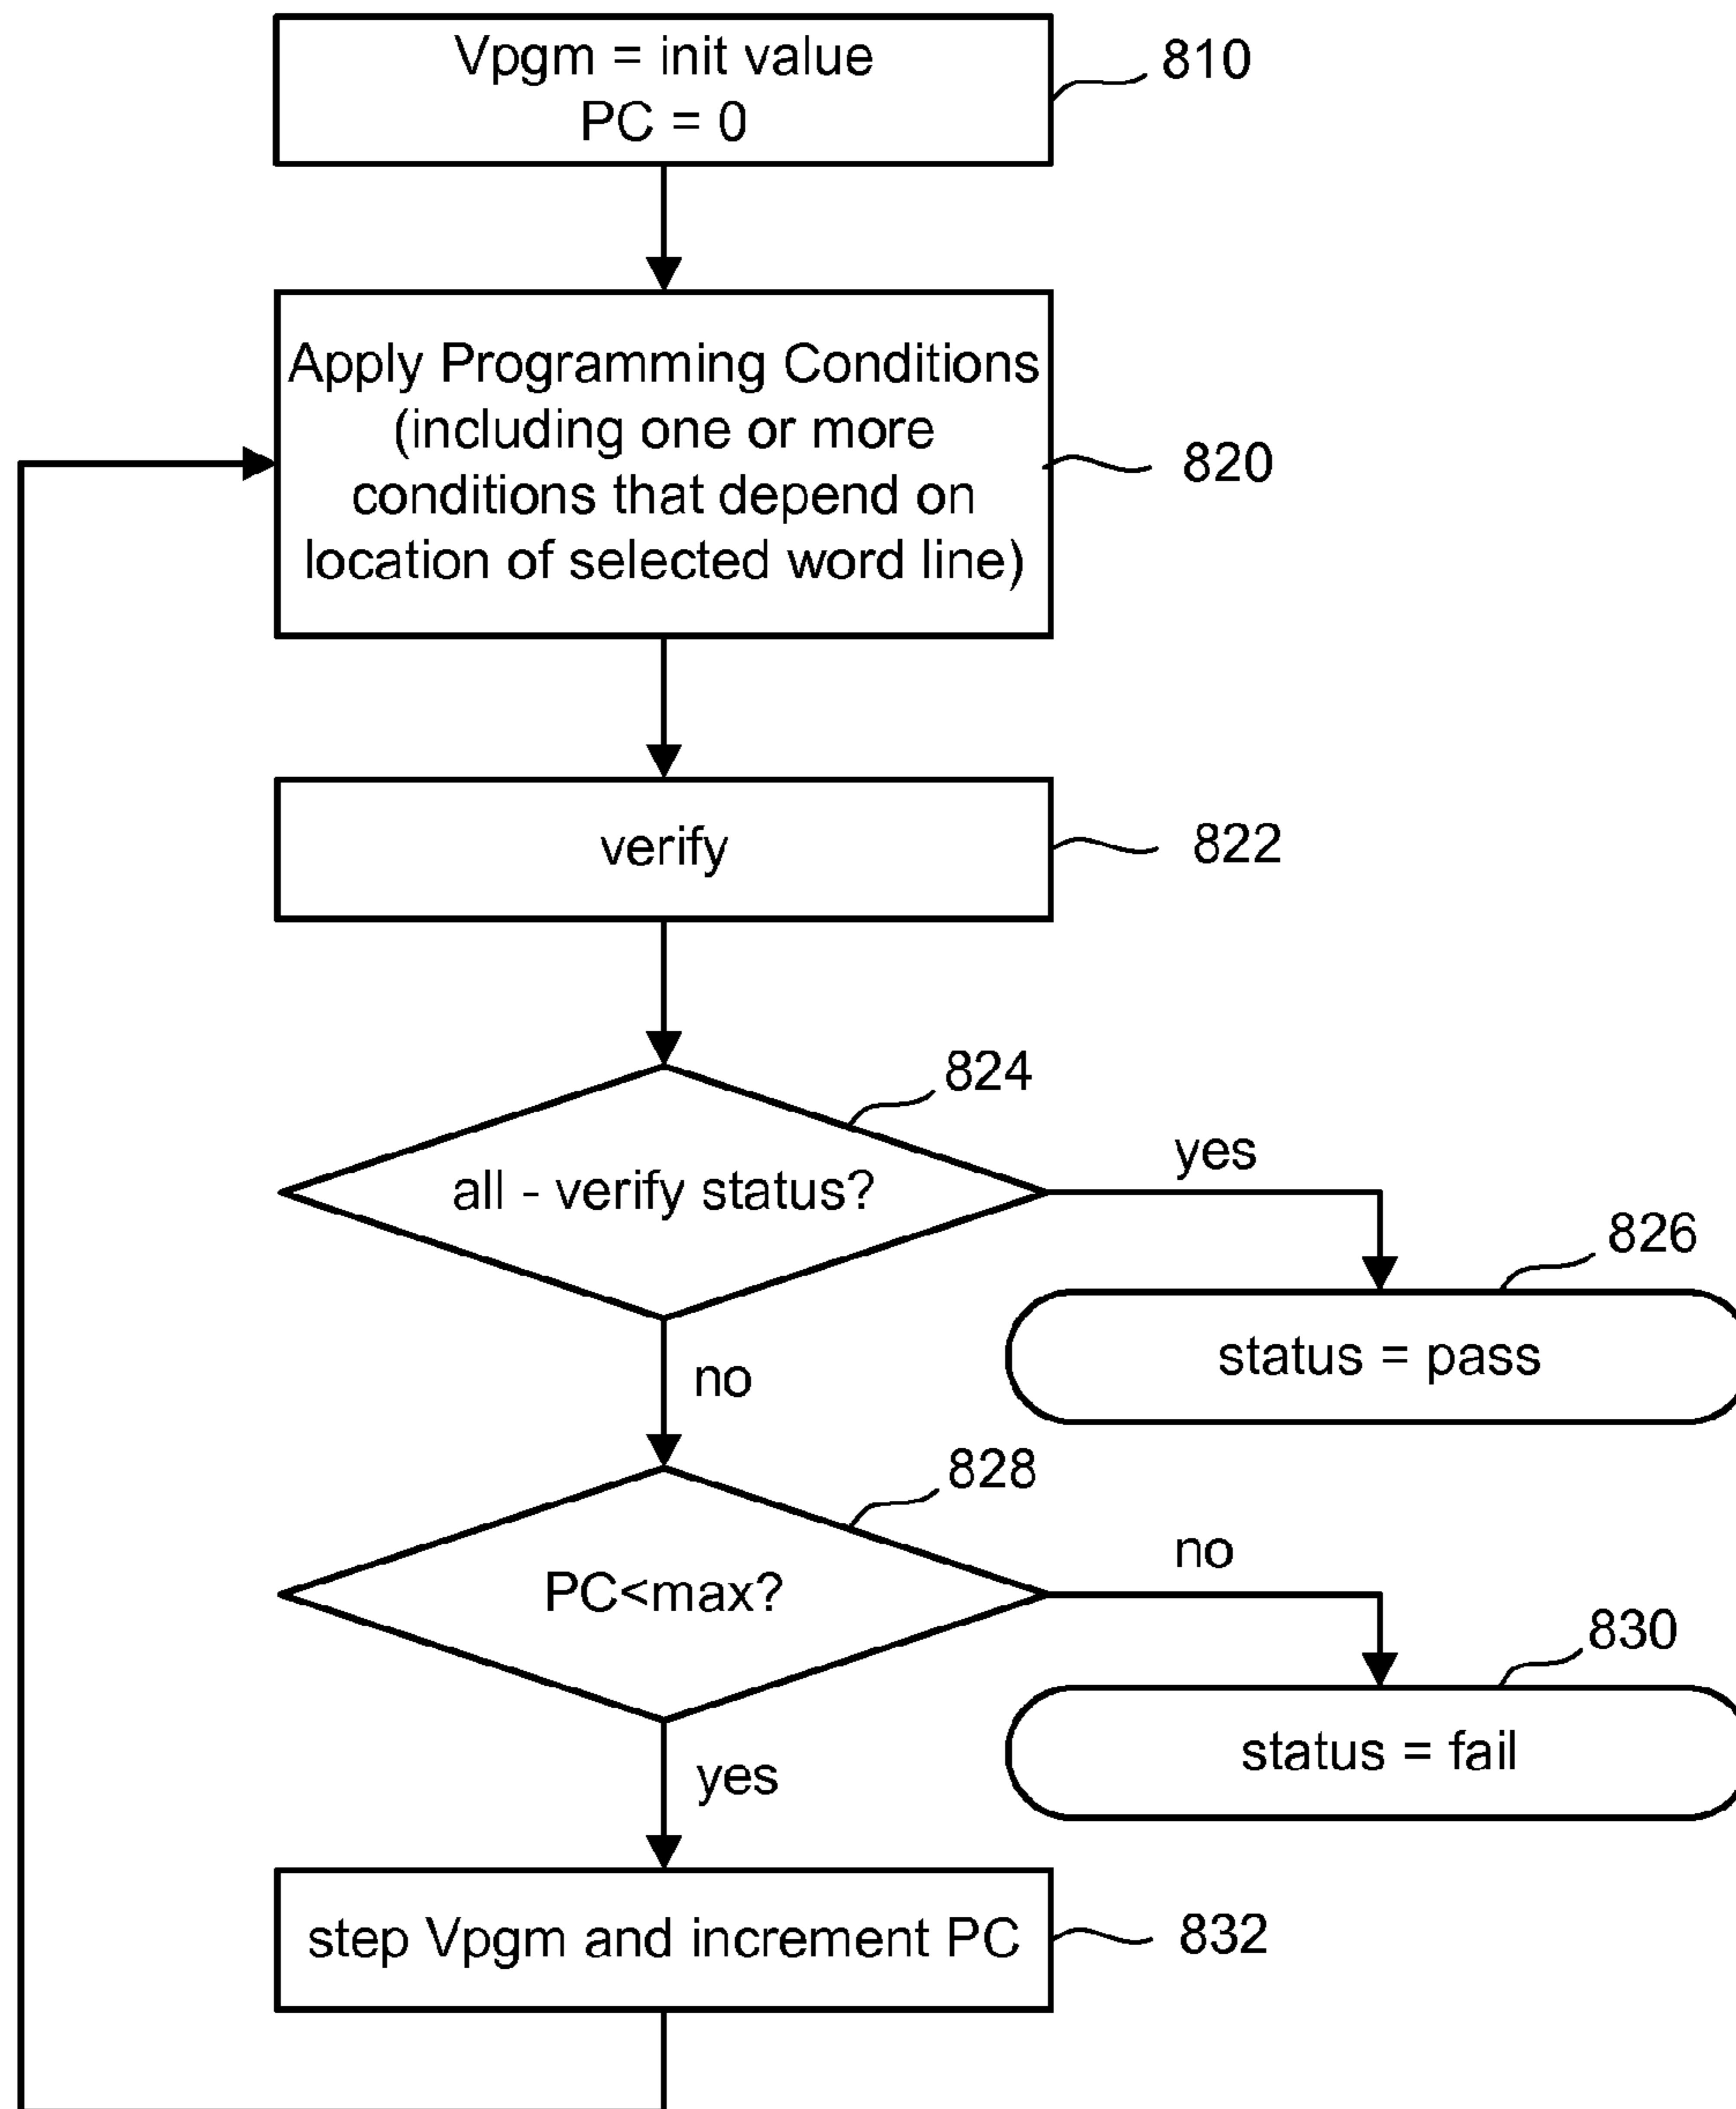 Vpgm = init value
PC = 0
810
Apply Programming Conditions
(including one or more
conditions that depend on
location of selected word line)
820
verify
822
824
all - verify status?
yes
826
status = pass
no
828
PC<max?
no
830
status = fail
yes
step Vpgm and increment PC
832